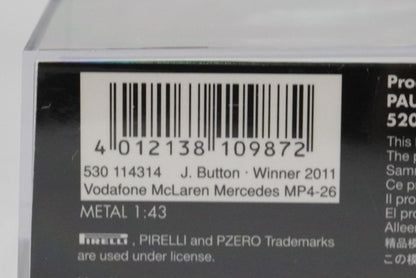 4 012138 109872
530 114314 J. Button · Winner 2011
Vodafone McLaren Mercedes MP4-26
METAL 1:43
PIRELLI, PIRELLI and PZERO Trademarks
are used under license.
Pro
PAU
520
This
The p
Samm
Ce p
Il pro
El pro
Alleen
精品模
この模